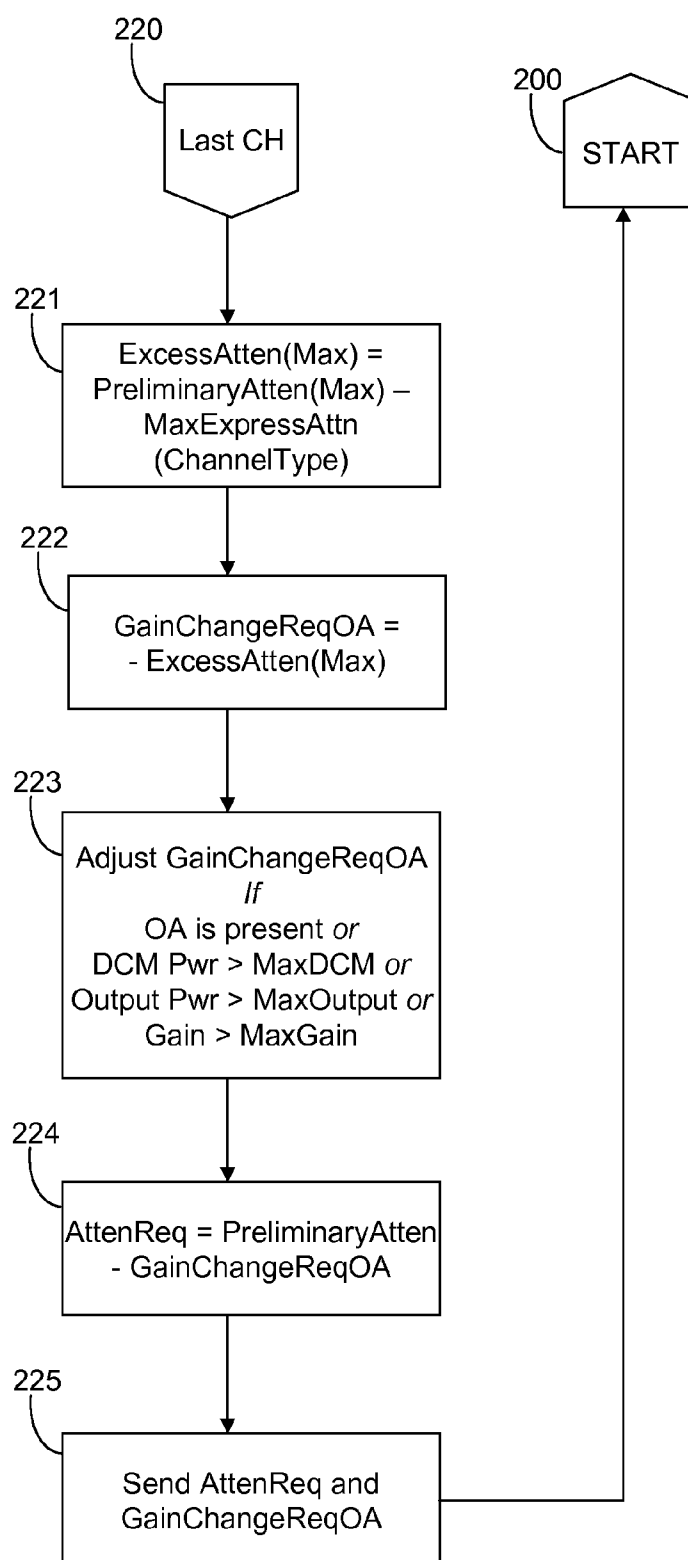 220
Last CH
200
START
221
ExcessAtten(Max) =
PreliminaryAtten(Max) –
MaxExpressAttn
(ChannelType)
222
GainChangeReqOA =
- ExcessAtten(Max)
223
Adjust GainChangeReqOA
If
OA is present or
DCM Pwr > MaxDCM or
Output Pwr > MaxOutput or
Gain > MaxGain
224
AttenReq = PreliminaryAtten
- GainChangeReqOA
225
Send AttenReq and
GainChangeReqOA